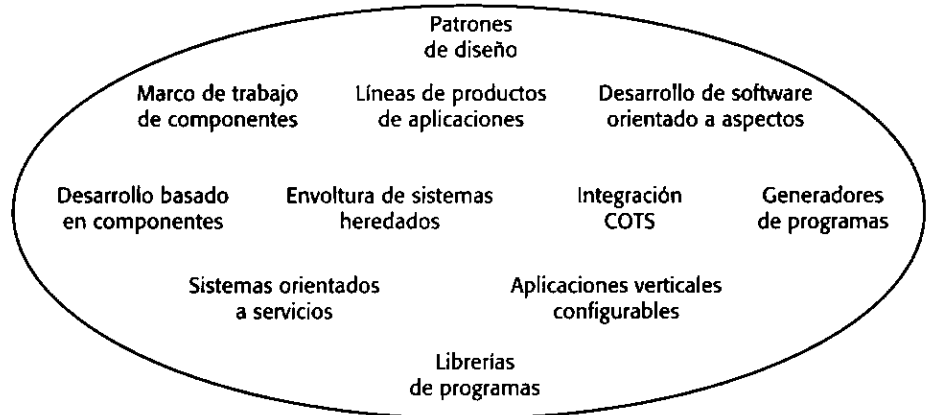 Patrones
de diseño
Marco de trabajo
de componentes
Líneas de productos
de aplicaciones
Desarrollo de software
orientado a aspectos
Desarrollo basado
en componentes
Envoltura de sistemas
heredados
Integración
COTS
Generadores
de programas
Sistemas orientados
a servicios
Aplicaciones verticales
configurables
Librerías
de programas